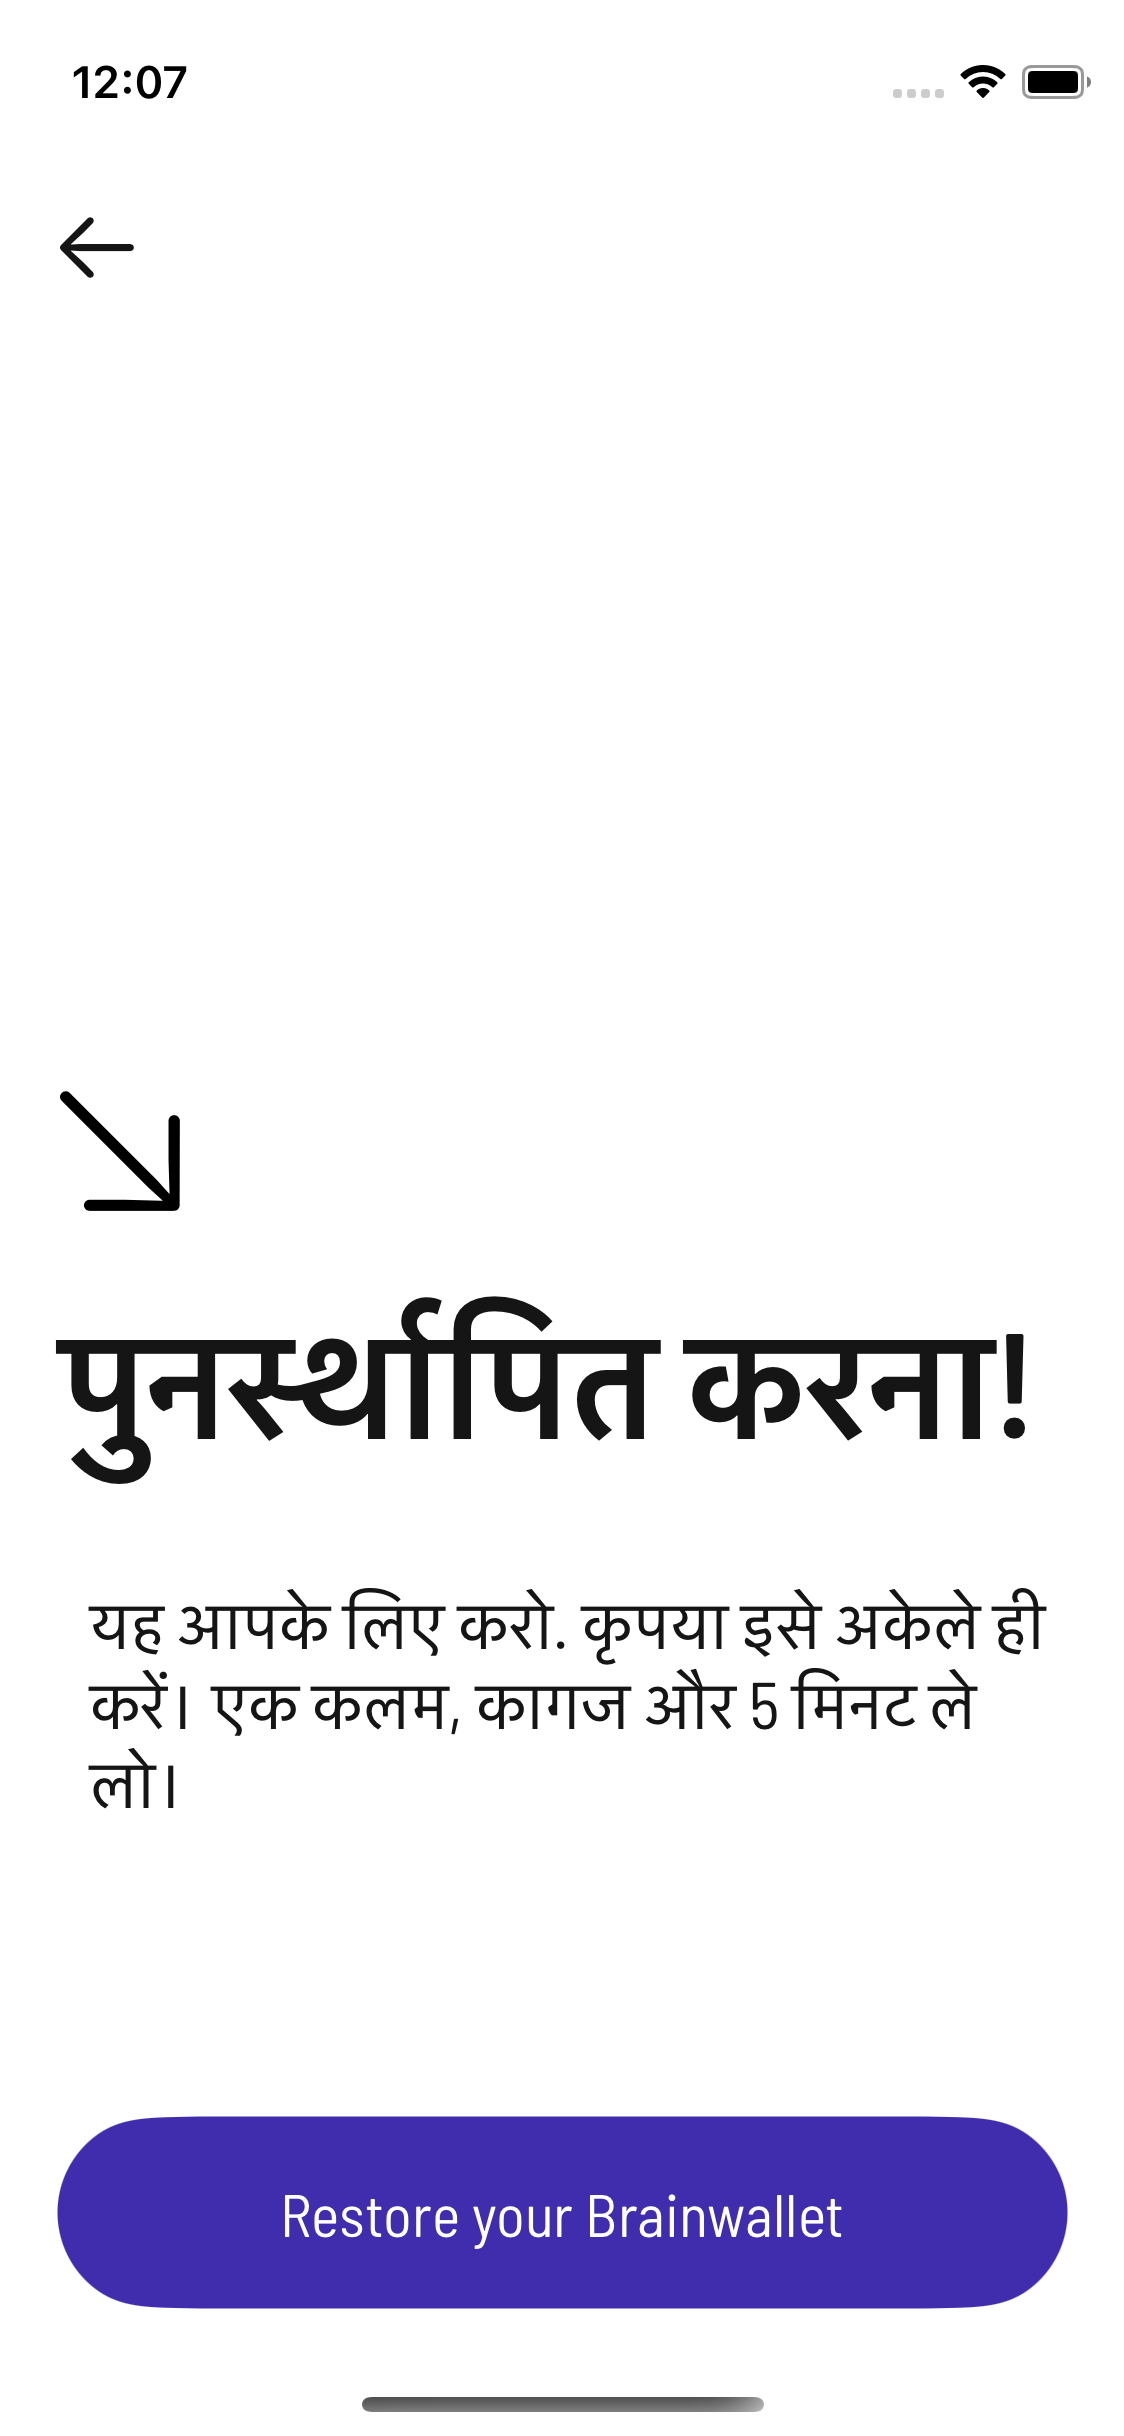 12:07
पुनर्स्थापित करना!
यह आपके लिए करो. कृपया इसे अकेले ही
करें। एक कलम, कागज और 5 मिनट ले
लो।
Restore your Brainwallet